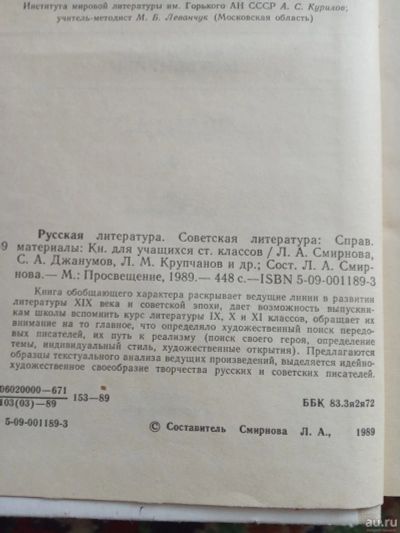 Института мировой литературы им. Горького АН СССР А. С. Курилов;
учитель-методист М. Б. Леванчук (Московская область)
Русская литература. Советская литература: Справ.
9 материалы: Кн. для учащихся ст. классов / Л. А. Смирнова,
С. А. Джанумов, Л. М. Крупчанов и др.; Сост. Л. А. Смир-
нова.— М.: Просвещение, 1989.— 448 с.—ISBN 5-09-001189-3
Книга обобщающего характера раскрывает ведущие линии в развитии
литературы XIX века и советской эпохи, дает возможность выпускни-
кам школы вспомнить курс литературы IX, X и XI классов, обращает их
внимание на то главное, что определяло художественный поиск передо-
вых писателей, их путь к реализму (поиск своего героя, определение
темы, индивидуальный стиль, художественные открытия). Предлагаются
образцы текстуального анализа ведущих произведений, выделяется идейно-
художественное своеобразие творчества русских и советских писателей.
06020000—671
103(03)—89
153—89
ББК 83.3я2я72
5-09-001189-3
© Составитель Смирнова Л. А., 1989
au.ru